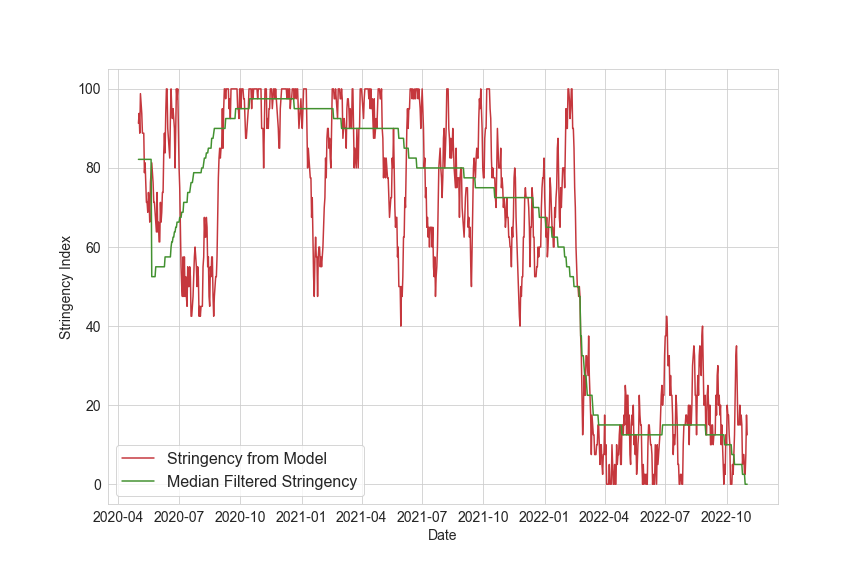 100
80
60
40
20
0
Stringency Index
Stringency from Model
Median Filtered Stringency
2020-04 2020-07 2020-10 2021-01 2021-04 2021-07 2021-10 2022-01 2022-04 2022-07 2022-10
Date